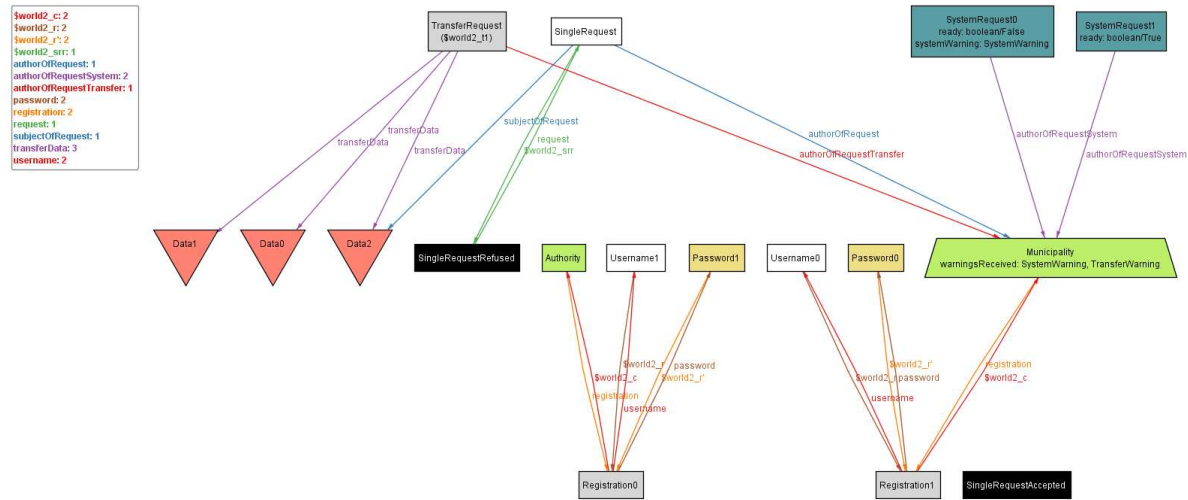 $world2_c: 2
$world2_r: 2
$world2_r': 2
$world2_srr: 1
authorOfRequest: 1
authorOfRequestSystem: 2
authorOfRequestTransfer: 1
password: 2
registration: 2
request: 1
subjectOfRequest: 1
transferData: 3
username: 2
TransferRequest
($world2_t1)
SingleRequest
SystemRequest0
ready: boolean/False
systemWarning: SystemWarning
SystemRequest1
ready: boolean/True
transferData
transferData
transferData
subjectOfRequest
request
$world2_srr
authorOfRequest
authorOfRequestTransfer
authorOfRequestSystem
authorOfRequestSystem
Data1
Data0
Data2
SingleRequestRefused
Authority
Username1
Password1
Username0
Password0
Municipality
warningsReceived: SystemWarning, TransferWarning
$world2_r
password
$world2_c
$world2_r'
registration
username
$world2_r'
$world2_r
password
username
registration
$world2_c
Registration0
Registration1
SingleRequestAccepted